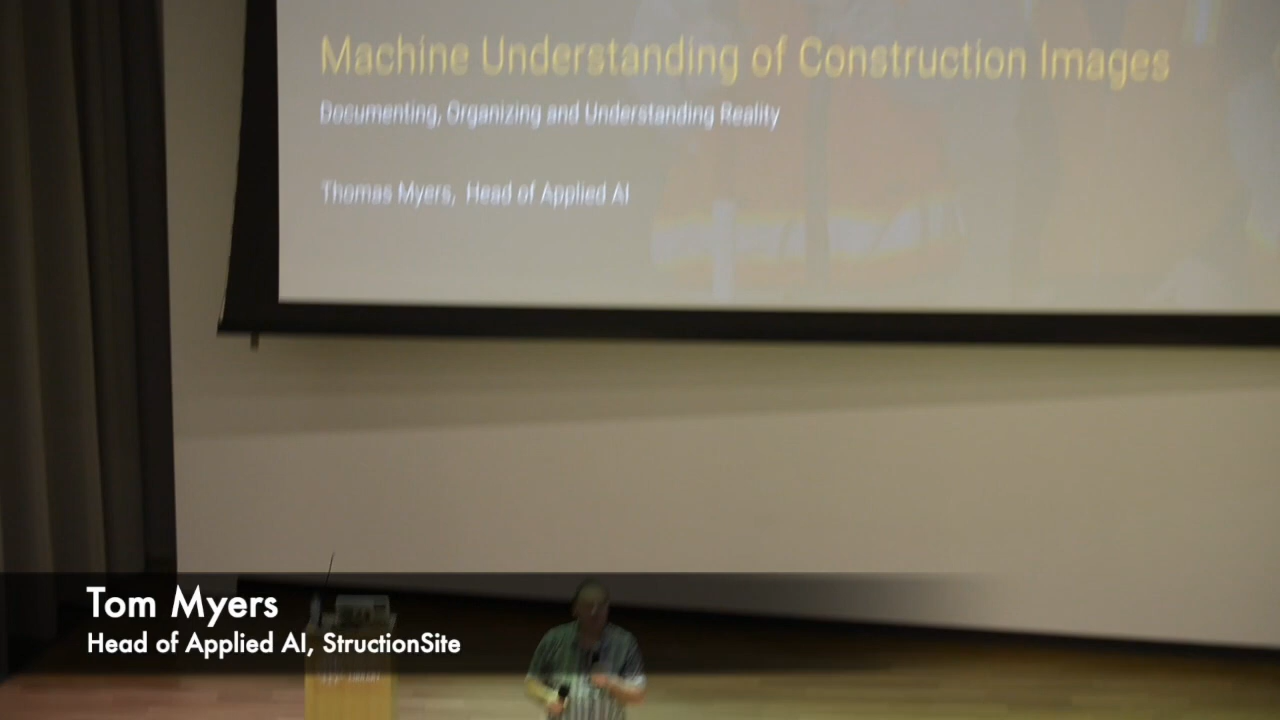 Machine Understanding of Construction Images
Documenting, Organizing and Understanding Reality
Thomas Myers, Head of Applied AI
Tom Myers
Head of Applied AI, StructionSite